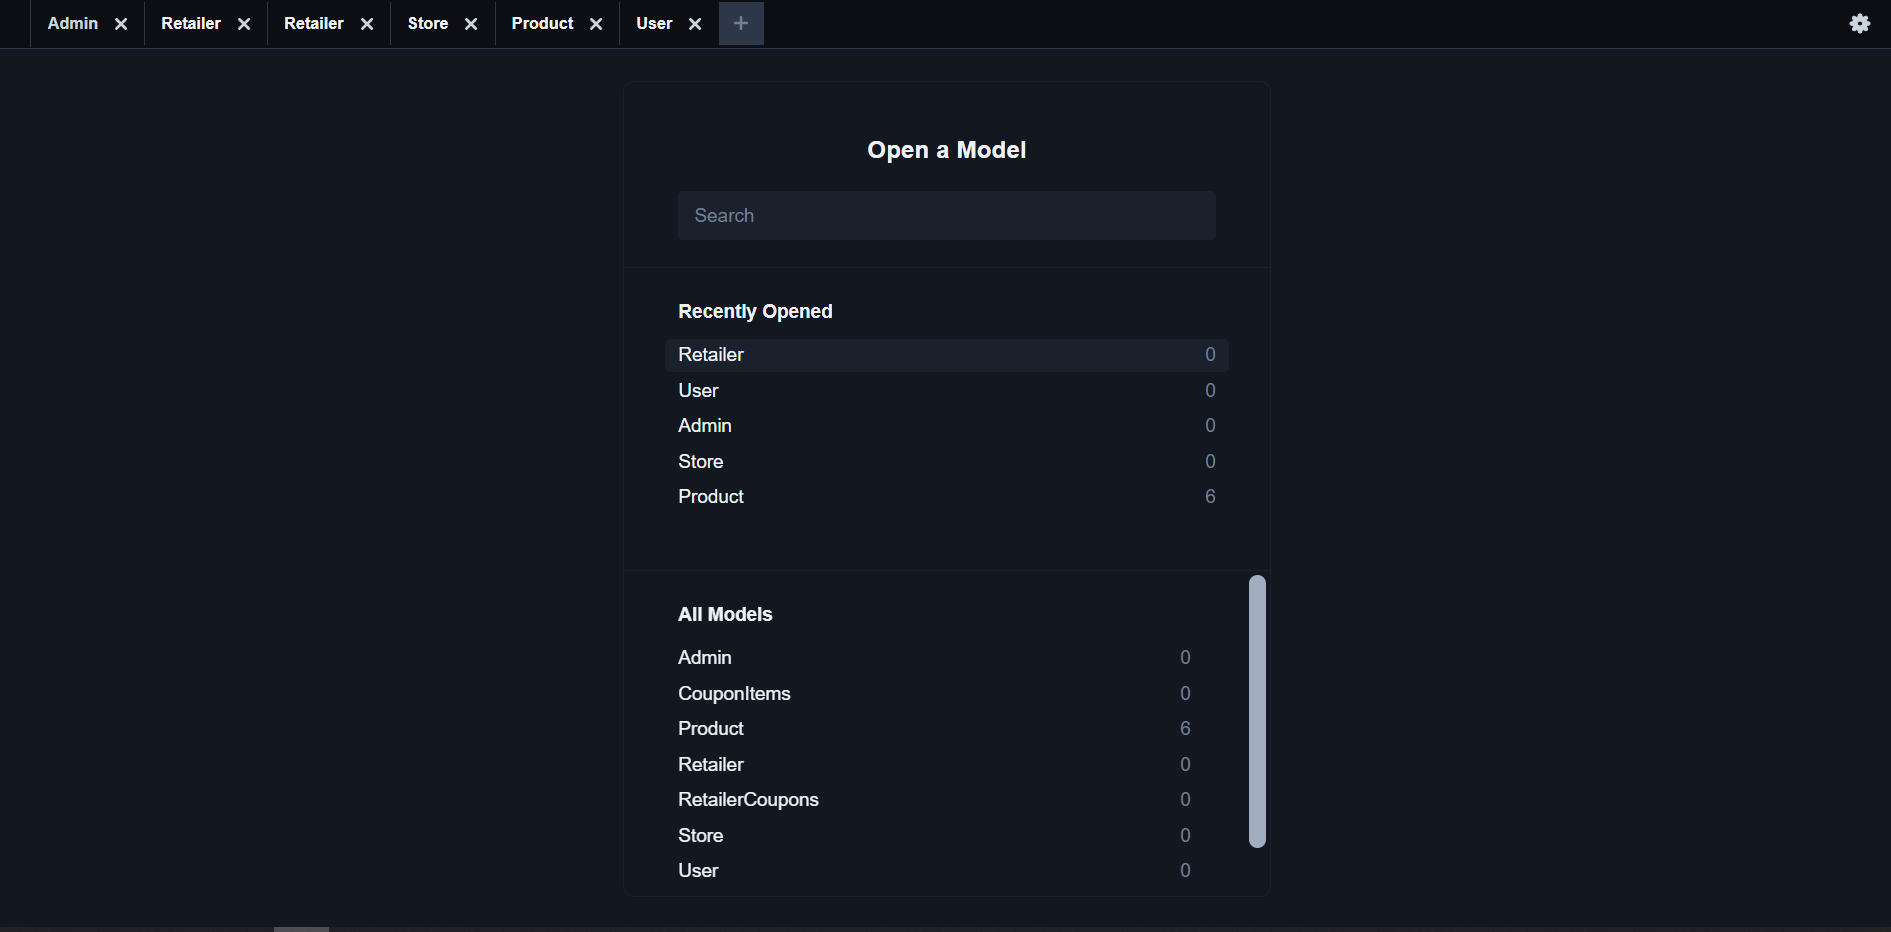 Admin Retailer Retailer Store Product User
Open a Model
Search
Recently Opened
Retailer 0
User 0
Admin 0
Store 0
Product 6
All Models
Admin 0
CouponItems 0
Product 6
Retailer 0
RetailerCoupons 0
Store 0
User 0